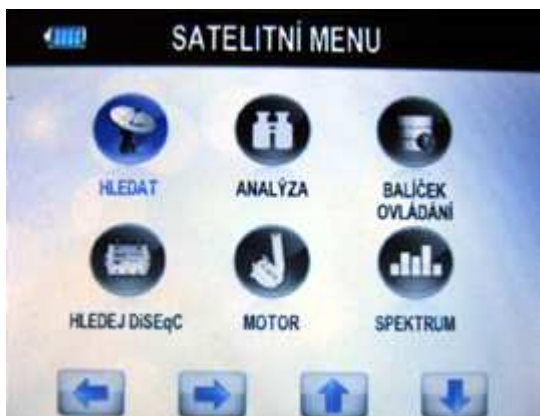 SATELITNÍ MENU
HLEDAT
ANALÝZA
BALÍČEK
OVLÁDÁNÍ
HLEDEJ DiSEqC
MOTOR
SPEKTRUM